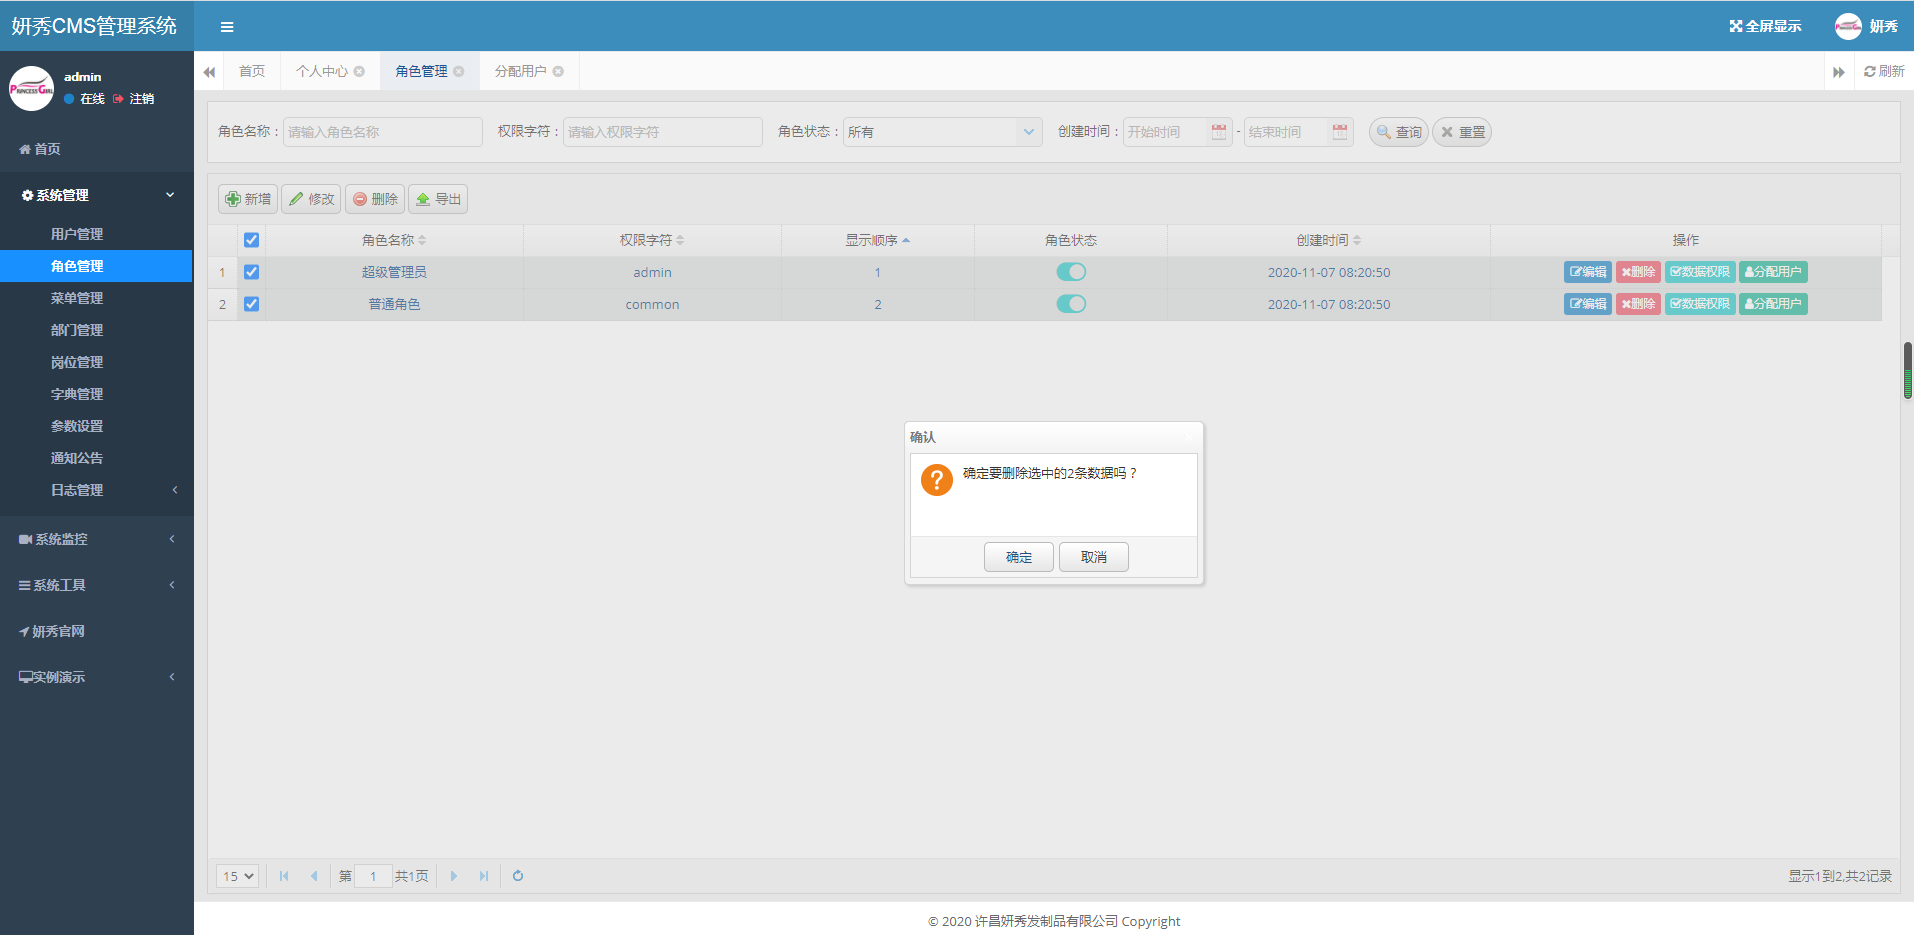 妍秀CMS管理系统
全屏显示 妍秀
PRINCESS GIRL
admin
在线 注销
首页
系统管理
用户管理
角色管理
菜单管理
部门管理
岗位管理
字典管理
参数设置
通知公告
日志管理
系统监控
系统工具
妍秀官网
实例演示
首页 个人中心 角色管理 分配用户 刷新
角色名称： 请输入角色名称 权限字符： 请输入权限字符 角色状态： 所有 创建时间： 开始时间 - 结束时间 查询 重置
新增 修改 删除 导出
角色名称 权限字符 显示顺序 角色状态 创建时间 操作
1 超级管理员 admin 1 2020-11-07 08:20:50 编辑 删除 数据权限 分配用户
2 普通角色 common 2 2020-11-07 08:20:50 编辑 删除 数据权限 分配用户
确认
确定要删除选中的2条数据吗？
确定 取消
15 第 1 共1页 显示1到2,共2记录
© 2020 许昌妍秀发制品有限公司 Copyright